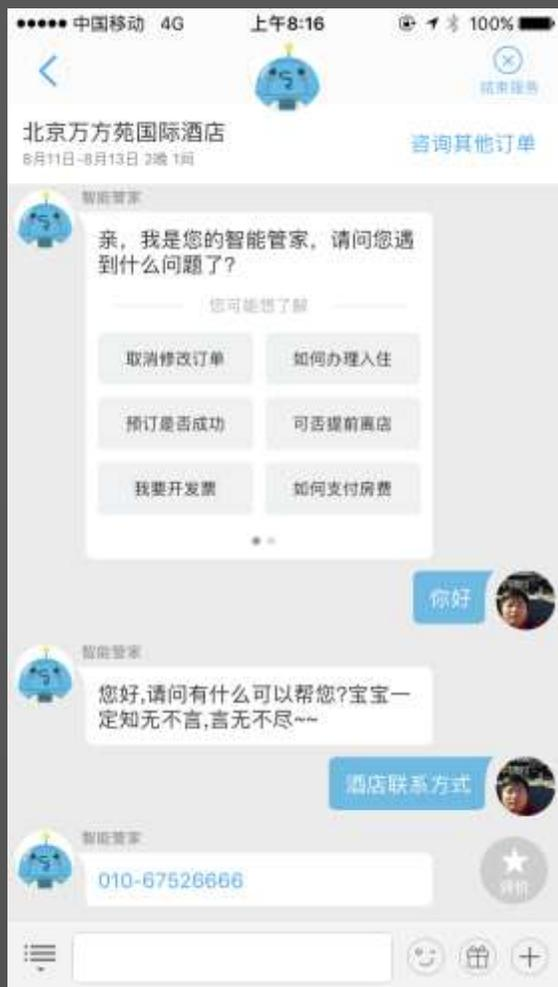 中国移动 4G 上午8:16 100%
结束服务
北京万方苑国际酒店
8月11日-8月13日 2晚 1间
咨询其他订单
智能管家
亲，我是您的智能管家，请问您遇
到什么问题了？
您可能想了解
取消修改订单 如何办理入住
预订是否成功 可否提前离店
我要开发票 如何支付房费
你好
智能管家
您好,请问有什么可以帮您?宝宝一
定知无不言,言无不尽~~
酒店联系方式
智能管家
010-67526666
评价